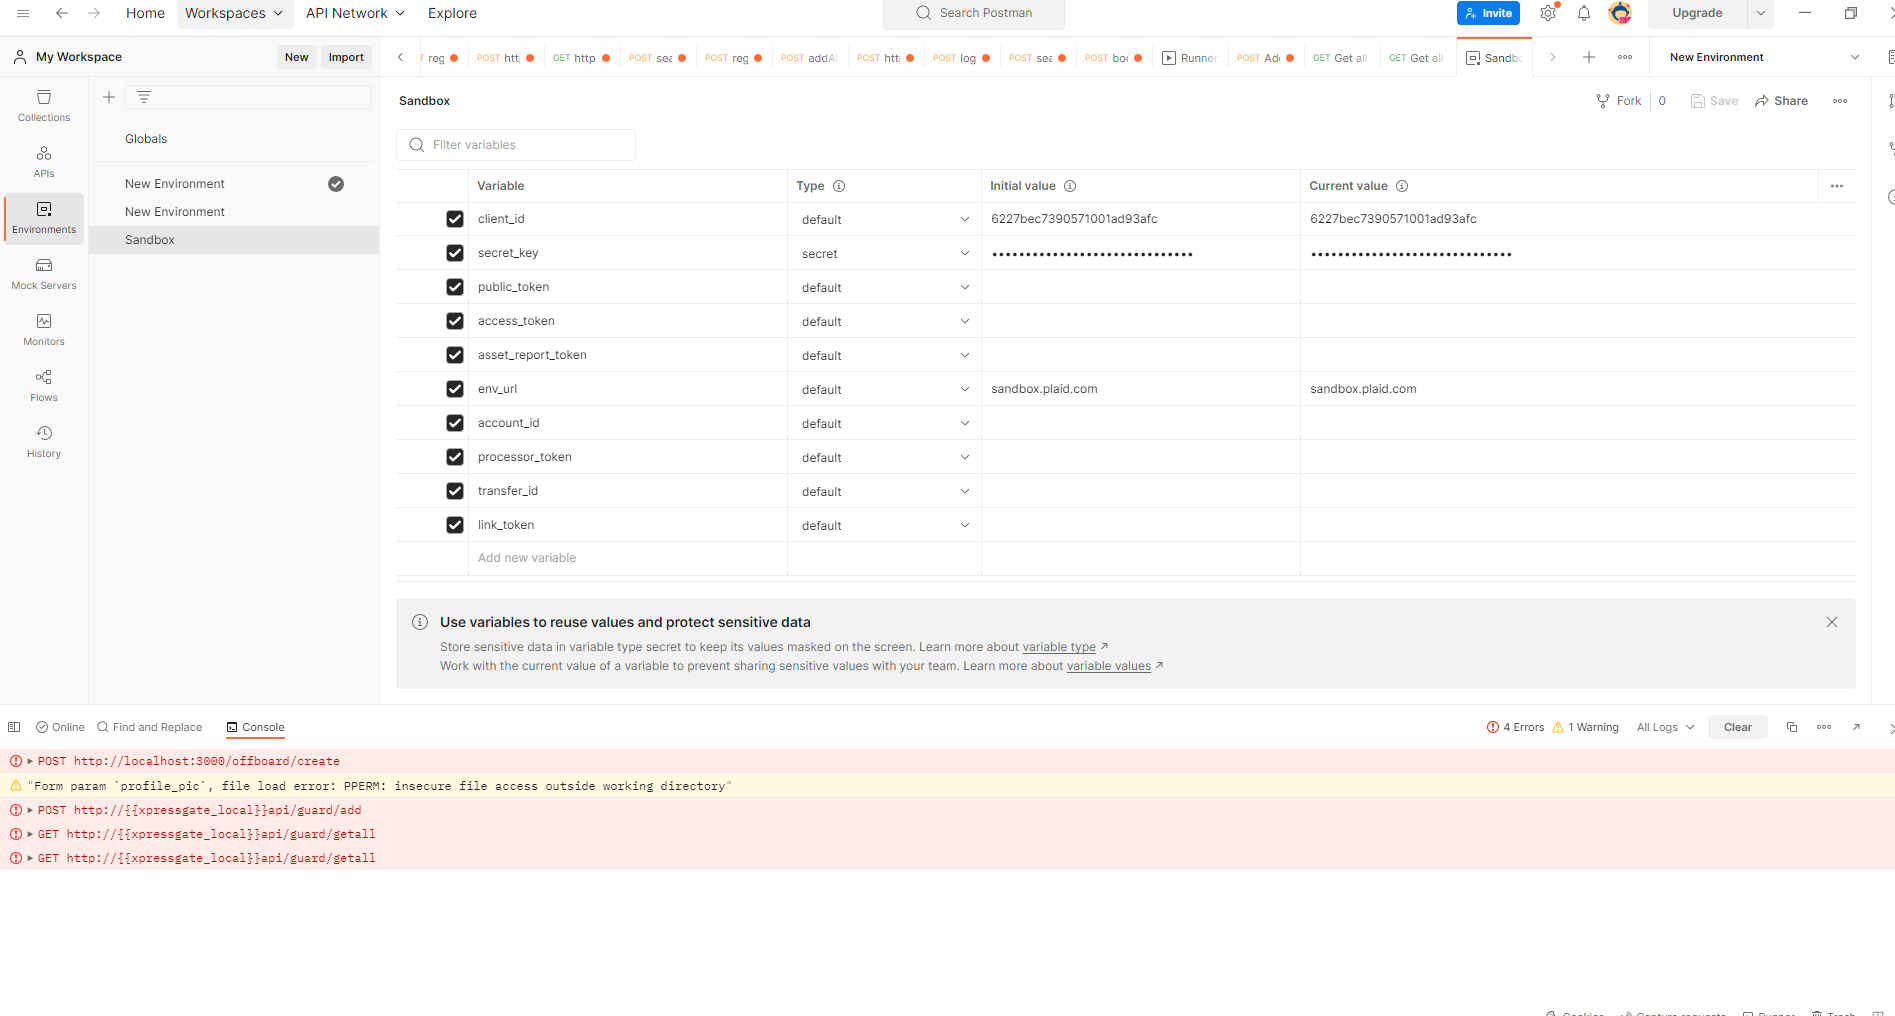 Home
Workspaces
API Network
Explore
Search Postman
Invite
Upgrade
My Workspace
New
Import
reg
POST
GET http
POST
POST reg
POST
POST
POST log
POST
POST
Runner
POST
GET Get all
GET Get all
New Environment
Collections
APIs
Environments
Mock Servers
Monitors
Flows
History
Globals
New Environment
New Environment
Sandbox
Sandbox
Fork 0
Save
Share
Filter variables
Variable Type Initial value Current value
client_id default 6227bec7390571001ad93afc 6227bec7390571001ad93afc
secret_key secret •••••••••••••••••••••••••••••• ••••••••••••••••••••••••••••••
public_token default
access_token default
asset_report_token default
env_url default sandbox.plaid.com sandbox.plaid.com
account_id default
processor_token default
transfer_id default
link_token default
Add new variable
Use variables to reuse values and protect sensitive data
Store sensitive data in variable type secret to keep its values masked on the screen. Learn more about variable type ↗
Work with the current value of a variable to prevent sharing sensitive values with your team. Learn more about variable values ↗
Online
Find and Replace
Console
4 Errors
1 Warning
All Logs
Clear
POST http://localhost:3000/offboard/create
"Form param `profile_pic`, file load error: PPERM: insecure file access outside working directory"
POST http://{{xpressgate_local}}api/guard/add
GET http://{{xpressgate_local}}api/guard/getall
GET http://{{xpressgate_local}}api/guard/getall